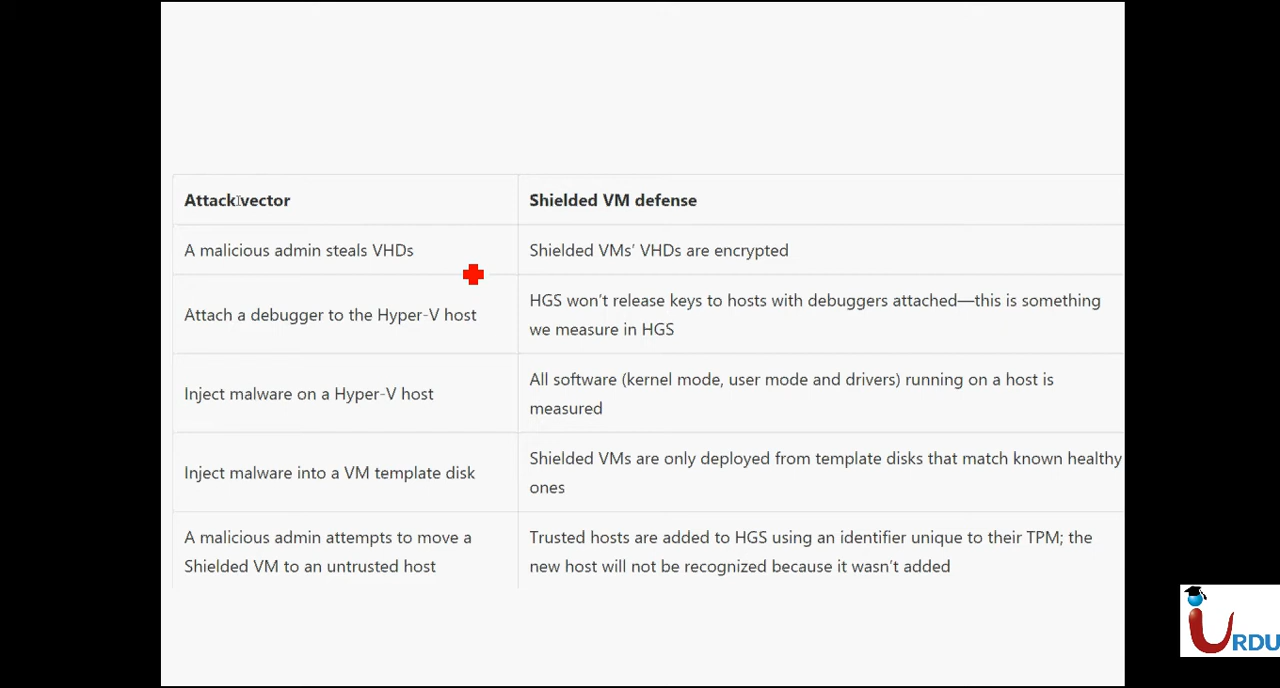 Attack vector
Shielded VM defense
A malicious admin steals VHDs
Shielded VMs’ VHDs are encrypted
Attach a debugger to the Hyper-V host
HGS won’t release keys to hosts with debuggers attached—this is something
we measure in HGS
Inject malware on a Hyper-V host
All software (kernel mode, user mode and drivers) running on a host is
measured
Inject malware into a VM template disk
Shielded VMs are only deployed from template disks that match known healthy
ones
A malicious admin attempts to move a
Shielded VM to an untrusted host
Trusted hosts are added to HGS using an identifier unique to their TPM; the
new host will not be recognized because it wasn’t added
iURDU